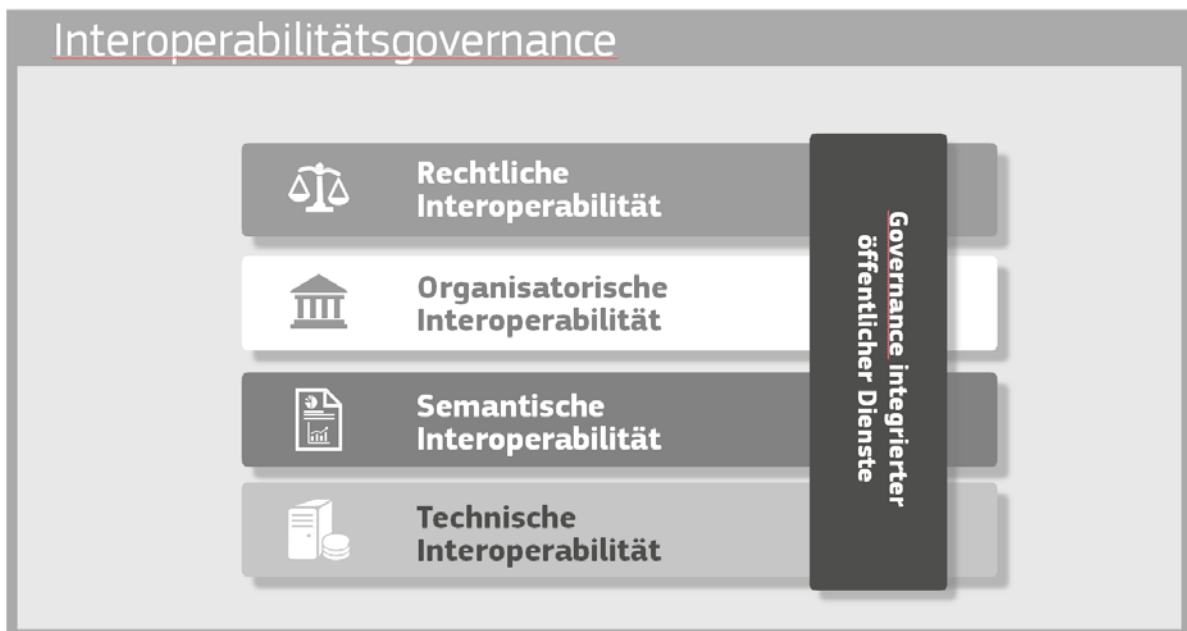 Interoperabilitätsgovernance
Rechtliche
Interoperabilität
Organisatorische
Interoperabilität
Semantische
Interoperabilität
Technische
Interoperabilität
Governance integrierter
öffentlicher Dienste